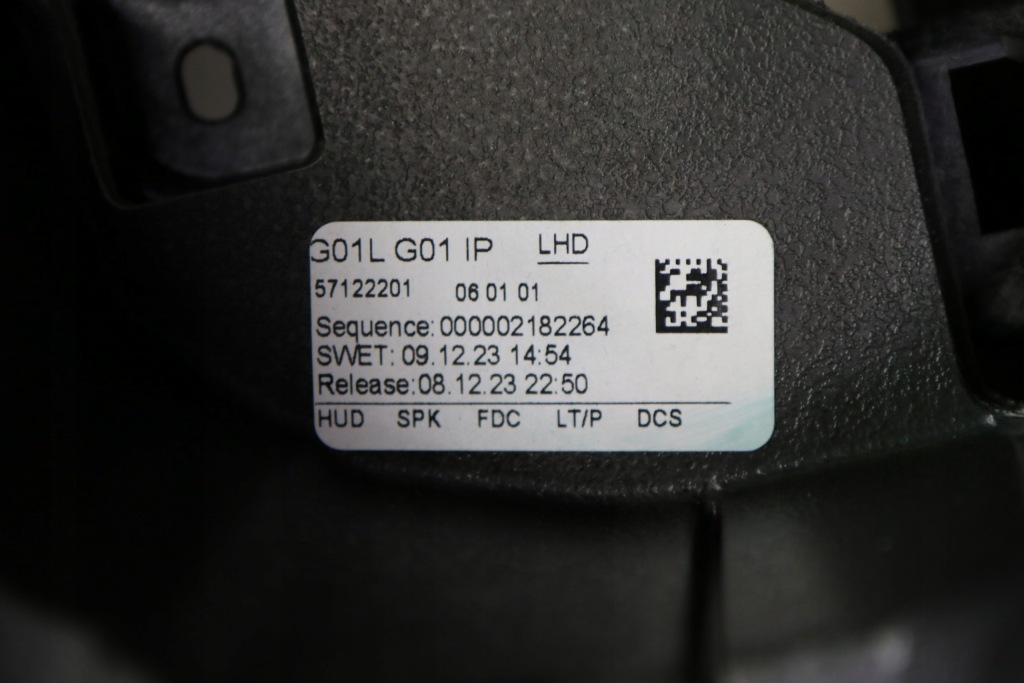 G01L G01 IP LHD
57122201 06 01 01
Sequence: 000002182264
SWET: 09.12.23 14:54
Release: 08.12.23 22:50
HUD SPK FDC LT/P DCS